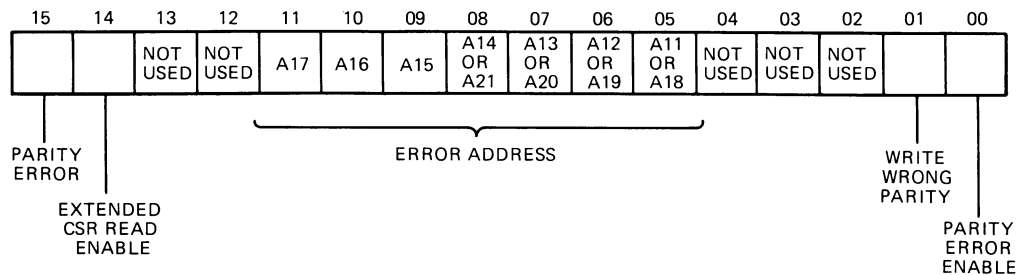 15 14 13 12 11 10 09 08 07 06 05 04 03 02 01 00
NOT USED
NOT USED
A17
A16
A15
A14 OR A21
A13 OR A20
A12 OR A19
A11 OR A18
NOT USED
NOT USED
NOT USED
PARITY
ERROR
EXTENDED
CSR READ
ENABLE
ERROR ADDRESS
WRITE
WRONG
PARITY
PARITY
ERROR
ENABLE